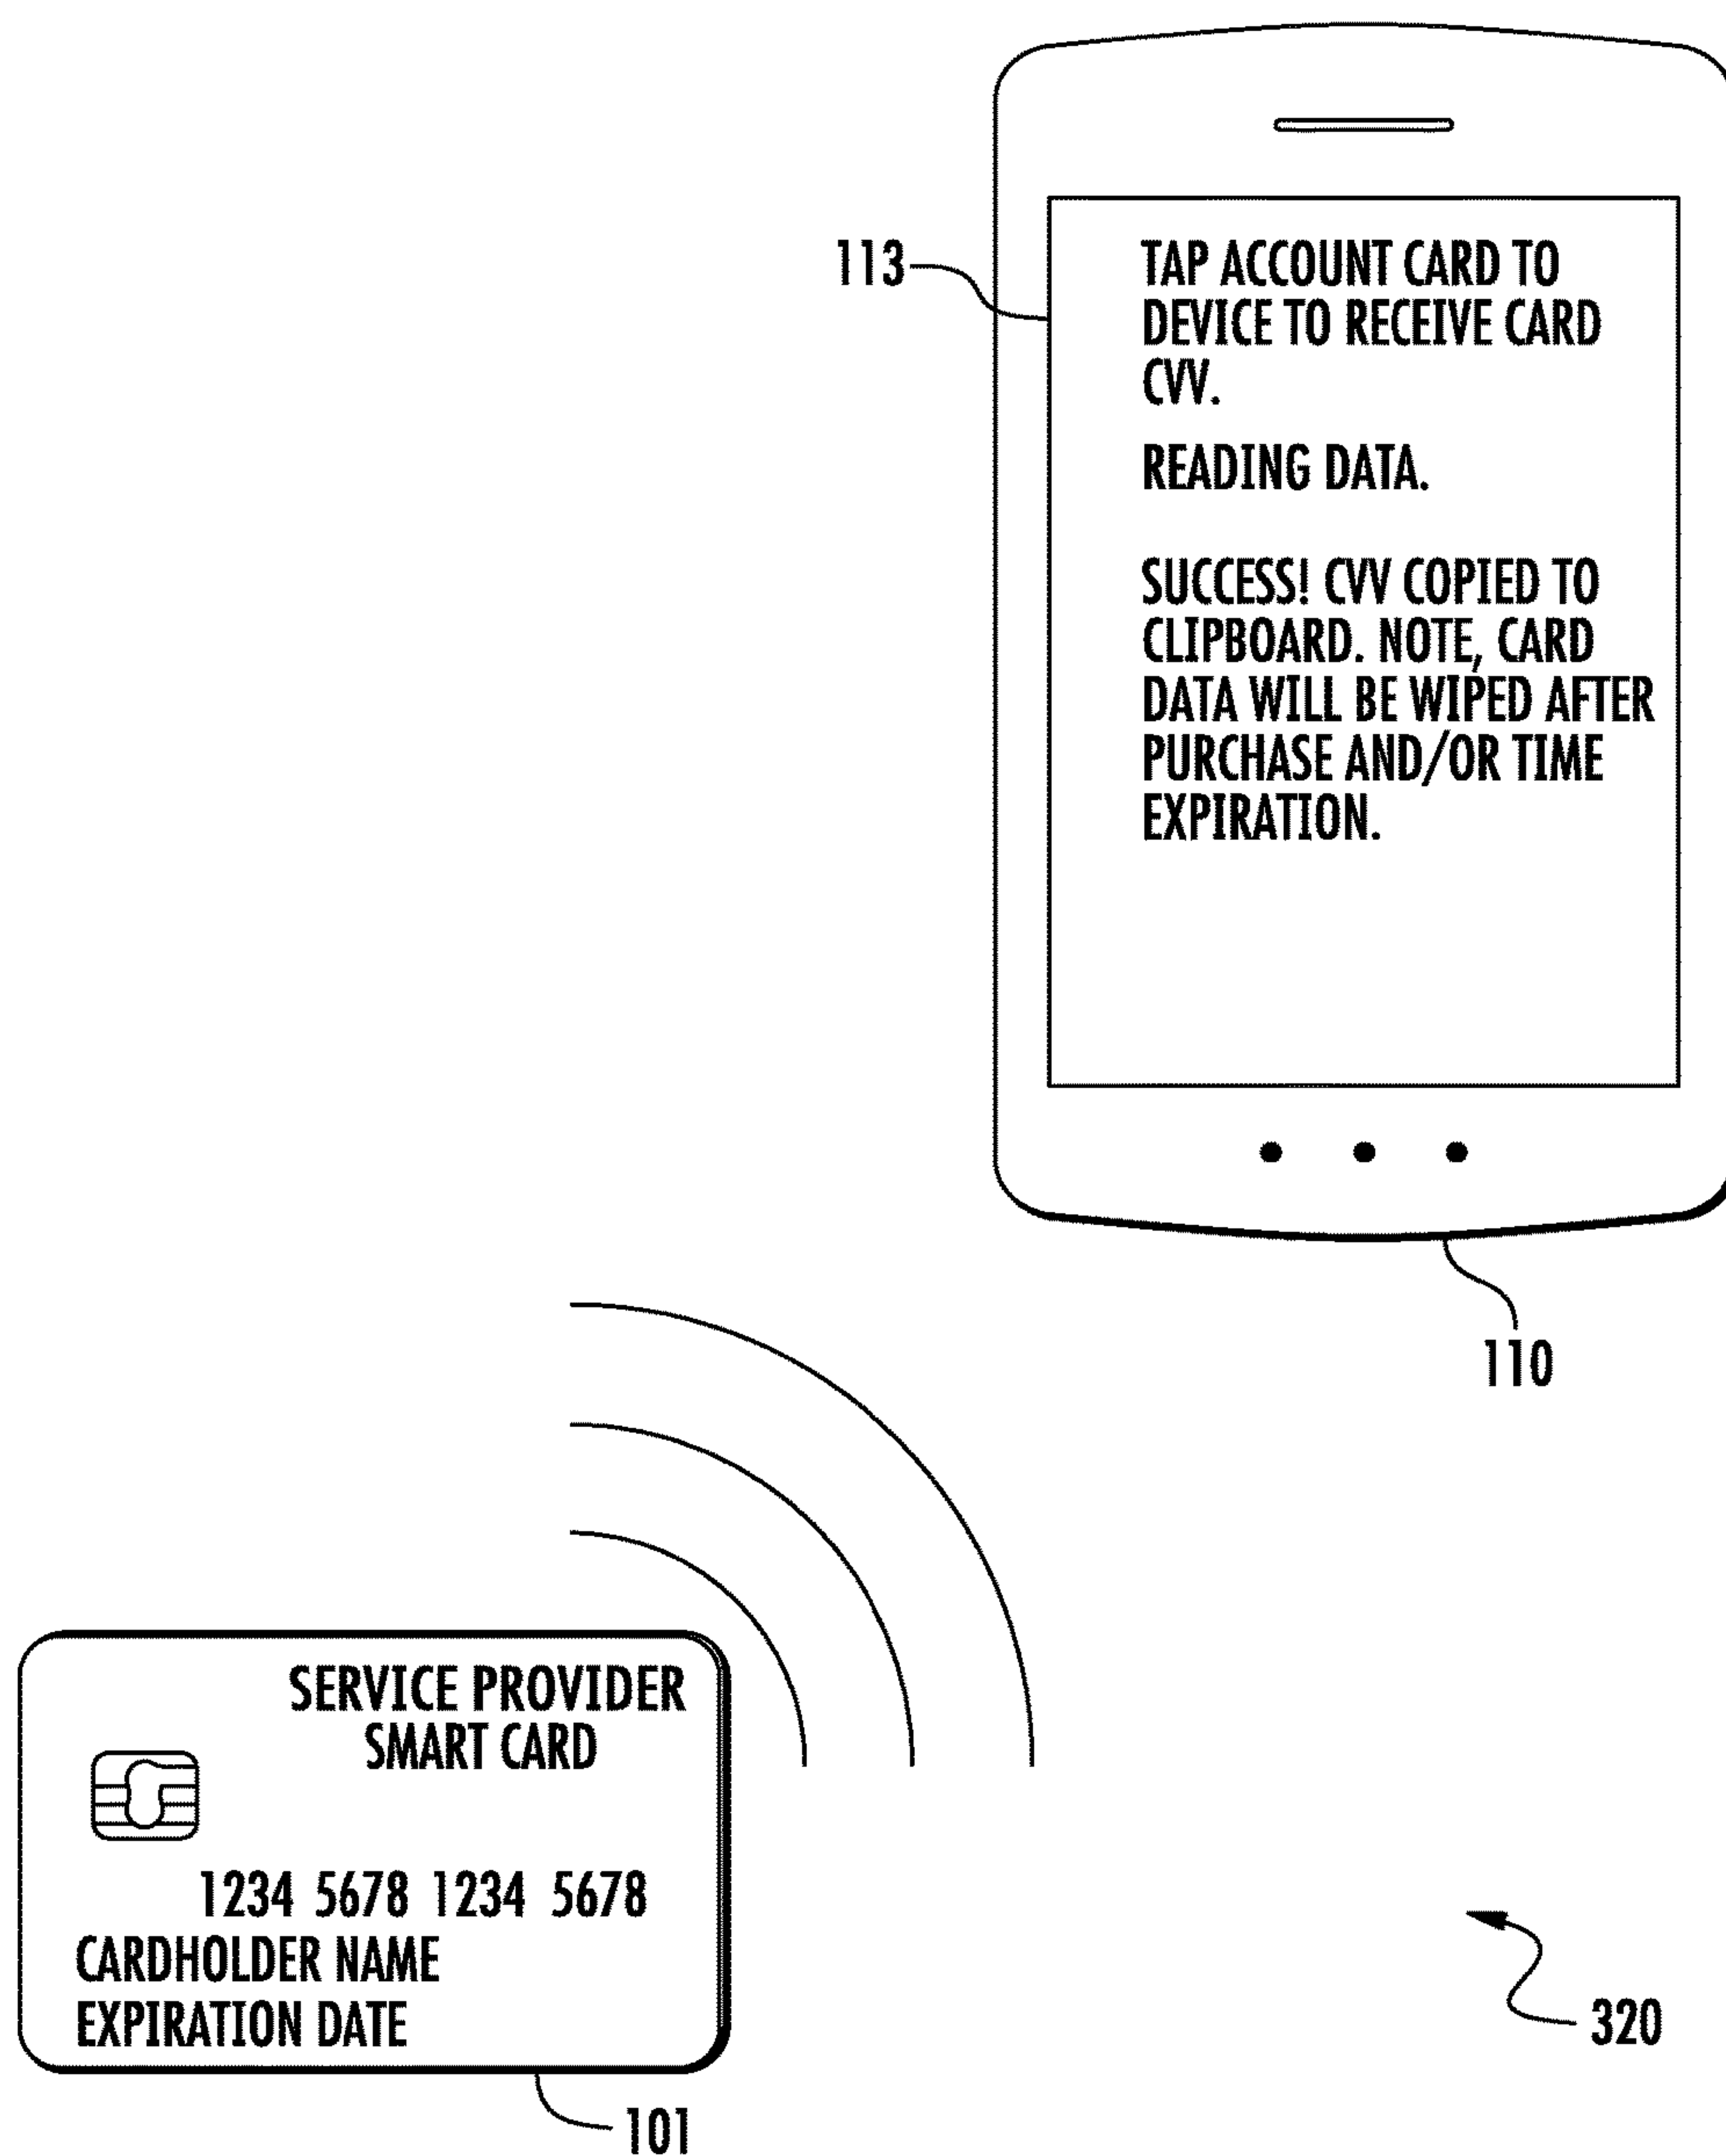 113
TAP ACCOUNT CARD TO
DEVICE TO RECEIVE CARD
CVV.
READING DATA.
SUCCESS! CVV COPIED TO
CLIPBOARD. NOTE, CARD
DATA WILL BE WIPED AFTER
PURCHASE AND/OR TIME
EXPIRATION.
110
SERVICE PROVIDER
SMART CARD
1234 5678 1234 5678
CARDHOLDER NAME
EXPIRATION DATE
320
101